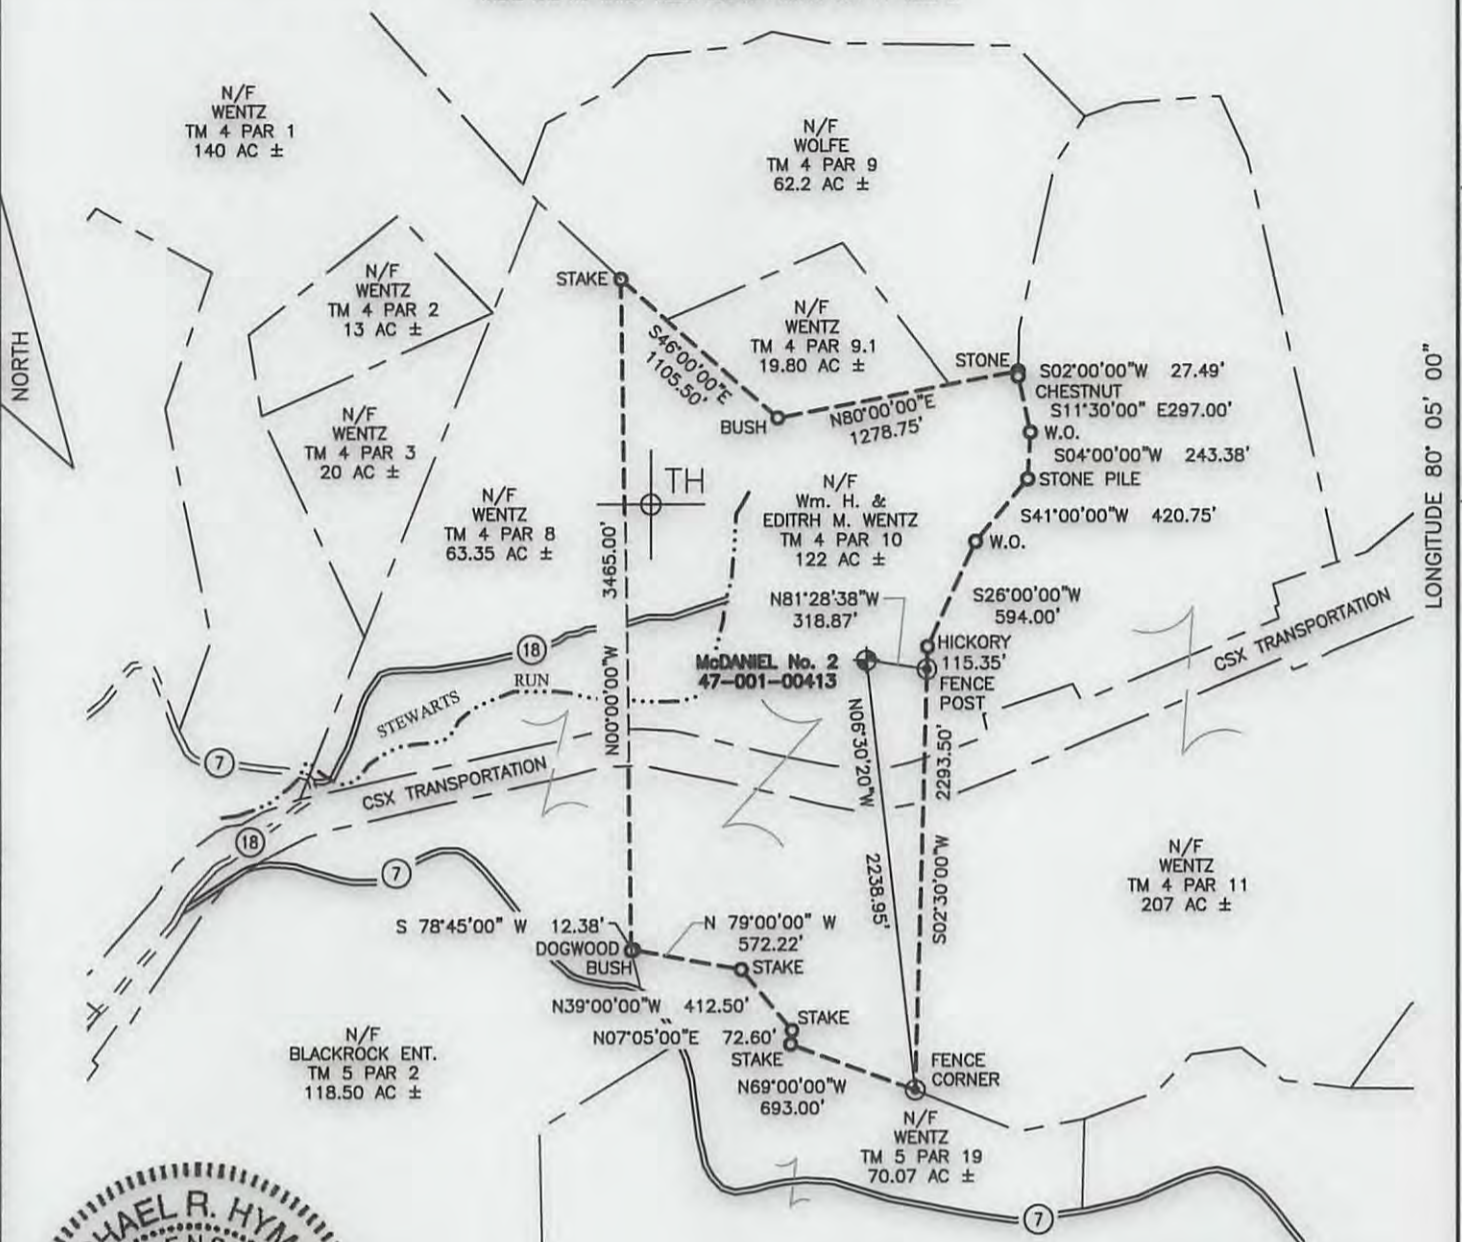 N/F
WENTZ
TM 4 PAR 1
140 AC ±
N/F
WOLFE
TM 4 PAR 9
62.2 AC ±
NORTH
N/F
WENTZ
TM 4 PAR 2
13 AC ±
STAKE
N/F
WENTZ
TM 4 PAR 9.1
19.80 AC ±
S46°00'00"E
1105.50'
STONE
S02°00'00"W 27.49'
CHESTNUT
S11°30'00" E297.00'
W.O.
S04°00'00"W 243.38'
STONE PILE
S41°00'00"W 420.75'
W.O.
LONGITUDE 80° 05' 00"
BUSH
N80°00'00"E
1278.75'
N/F
WENTZ
TM 4 PAR 3
20 AC ±
TH
N/F
WENTZ
TM 4 PAR 8
63.35 AC ±
3465.00'
N00°00'00"W
N/F
Wm. H. &
EDITRH M. WENTZ
TM 4 PAR 10
122 AC ±
N81°28'38"W
318.87'
S26°00'00"W
594.00'
HICKORY
115.35'
FENCE
POST
McDANIEL No. 2
47-001-00413
CSX TRANSPORTATION
18
STEWARTS
RUN
7
CSX TRANSPORTATION
18
7
N06°30'20"W
2238.95'
2293.50'
S02°30'00"W
N/F
WENTZ
TM 4 PAR 11
207 AC ±
S 78°45'00" W 12.38'
DOGWOOD
BUSH
N 79°00'00" W
572.22'
STAKE
N39°00'00"W 412.50'
STAKE
N07°05'00"E 72.60'
STAKE
N69°00'00"W
693.00'
FENCE
CORNER
N/F
BLACKROCK ENT.
TM 5 PAR 2
118.50 AC ±
N/F
WENTZ
TM 5 PAR 19
70.07 AC ±
7